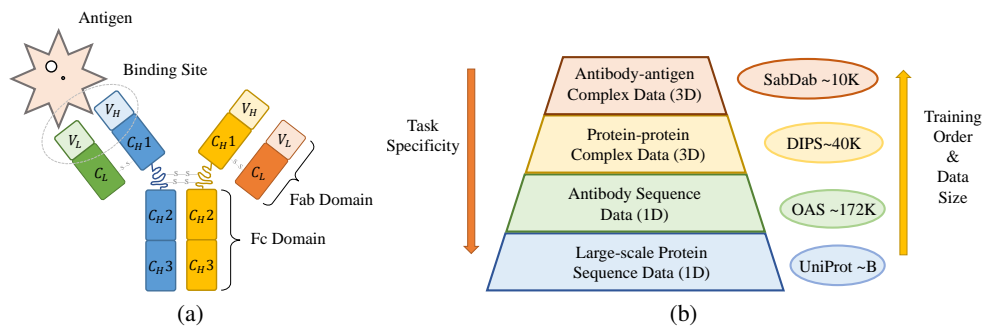 Antigen
Binding Site
V_H
V_L
C_H1
C_L
V_H
C_H1
V_L
C_L
S-S
S-S
S-S
S-S
Fab Domain
C_H2
C_H2
Fc Domain
C_H3
C_H3
(a)
Task
Specificity
Antibody-antigen
Complex Data (3D)
SabDab ~10K
Protein-protein
Complex Data (3D)
DIPS~40K
Antibody Sequence
Data (1D)
OAS ~172K
Large-scale Protein
Sequence Data (1D)
UniProt ~B
Training
Order
&
Data
Size
(b)